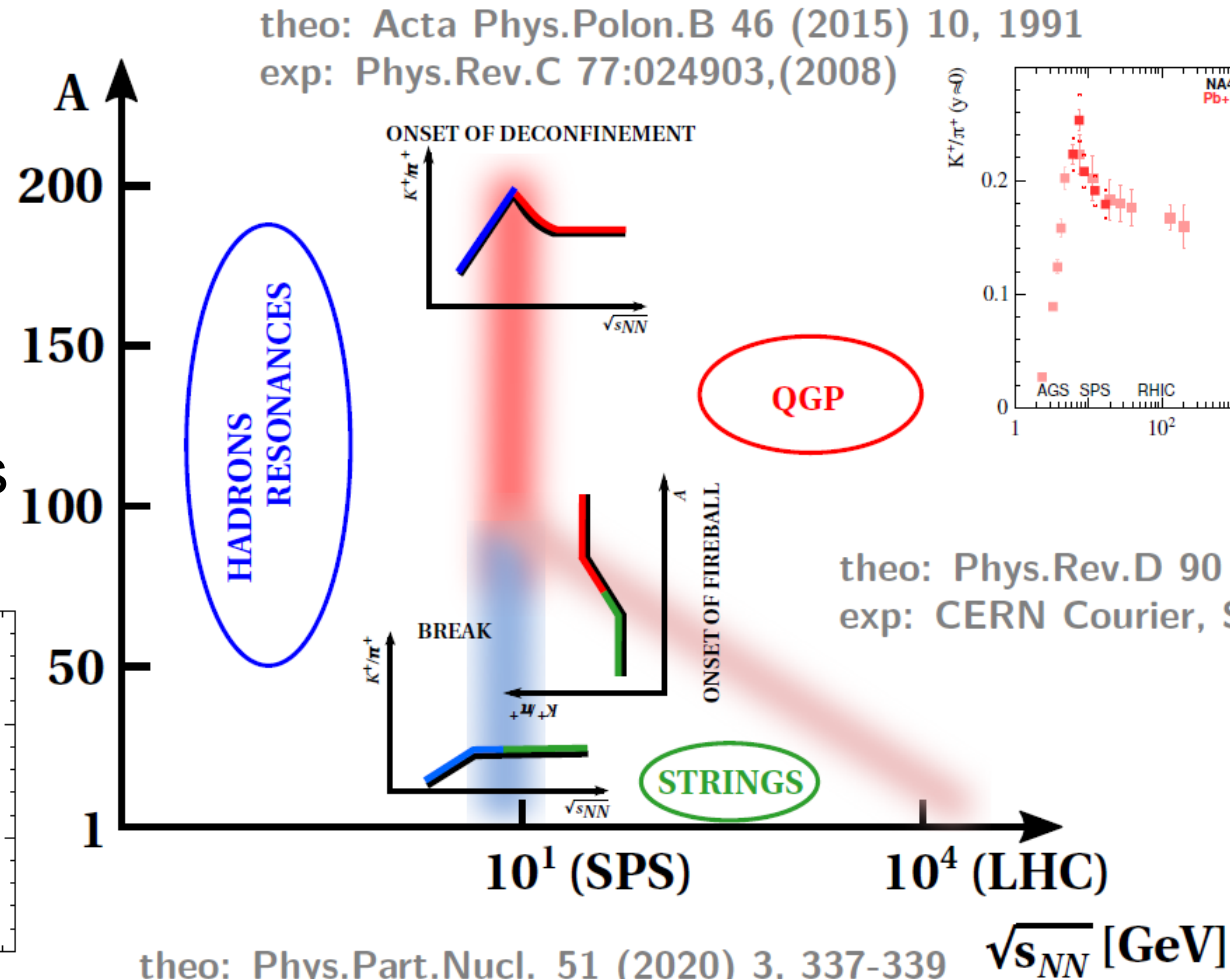 theo: Acta Phys.Polon.B 46 (2015) 10, 1991
exp: Phys.Rev.C 77:024903,(2008)
A
200
150
100
50
1
ONSET OF DECONFINEMENT
K⁺/π⁺
√sNN
HADRONS
RESONANCES
QGP
K⁺/π⁺ (y≈0)
NA4
Pb+
0.2
0.1
0
AGS SPS RHIC
1
10²
s
A
K⁺/π⁺
ONSET OF FIREBALL
theo: Phys.Rev.D 90
exp: CERN Courier, S
BREAK
K⁺/π⁺
√sNN
STRINGS
10¹ (SPS)
10⁴ (LHC)
√sNN [GeV]
theo: Phys.Part.Nucl. 51 (2020) 3, 337-339